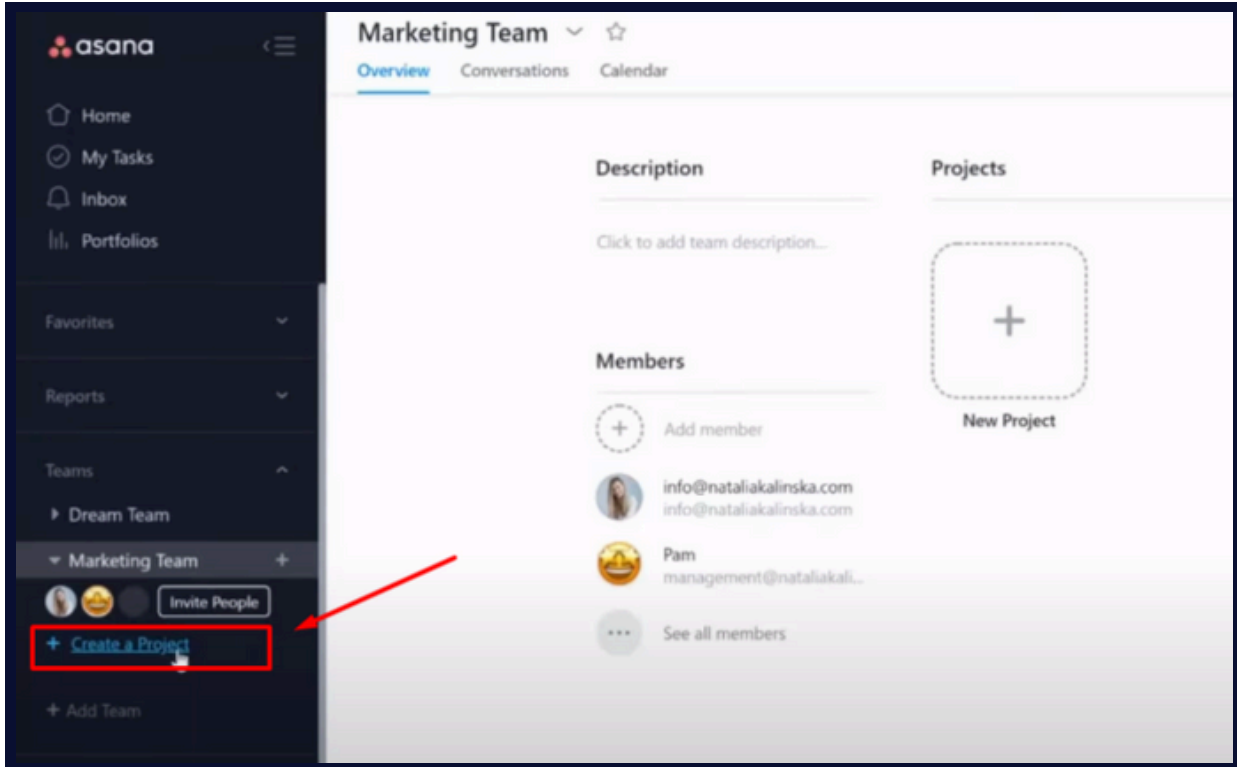 asana
Home
My Tasks
Inbox
Portfolios
Favorites
Reports
Teams
Dream Team
Marketing Team +
Invite People
+ Create a Project
+ Add Team
Marketing Team
Overview Conversations Calendar
Description
Click to add team description...
Members
+ Add member
info@nataliakalinska.com
info@nataliakalinska.com
Pam
management@nataliakali...
... See all members
Projects
+
New Project